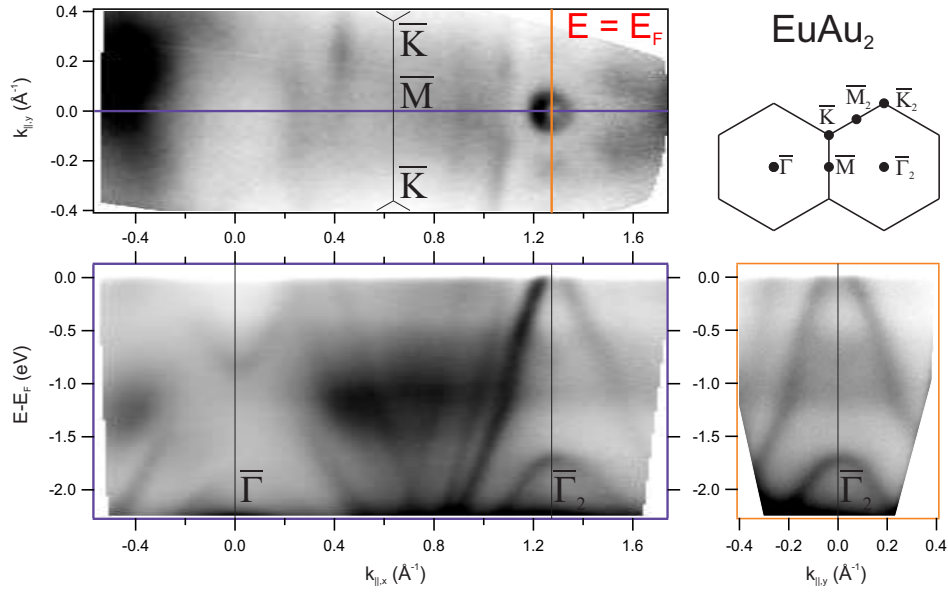 E = E_F
EuAu₂
k||,y (Å⁻¹)
0.4
0.2
0.0
-0.2
-0.4
K̅
M̅
K̅
-0.4
0.0
0.4
0.8
1.2
1.6
K̅
M̅₂
K̅₂
Γ̅
M̅
Γ̅₂
E-E_F (eV)
0.0
-0.5
-1.0
-1.5
-2.0
Γ̅
Γ̅₂
-0.4
0.0
0.4
0.8
1.2
1.6
k||,x (Å⁻¹)
0.0
-0.5
-1.0
-1.5
-2.0
Γ̅₂
-0.4 -0.2 0.0 0.2 0.4
k||,y (Å⁻¹)